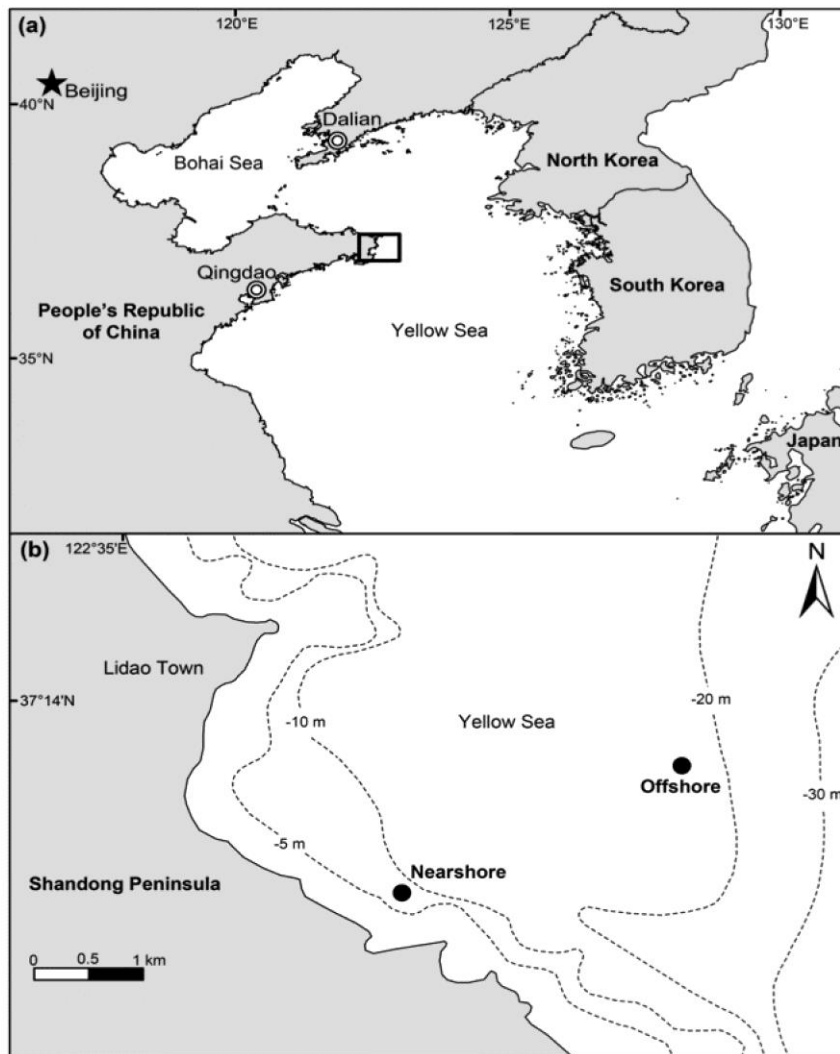 (a)
120°E
125°E
130°E
Beijing
40°N
Dalian
Bohai Sea
North Korea
Qingdao
South Korea
People's Republic
of China
Yellow Sea
35°N
Japan
(b)
122°35'E
N
Lidao Town
37°14'N
-20 m
-10 m
Yellow Sea
Offshore
-30 m
-5 m
Nearshore
Shandong Peninsula
0 0.5 1 km